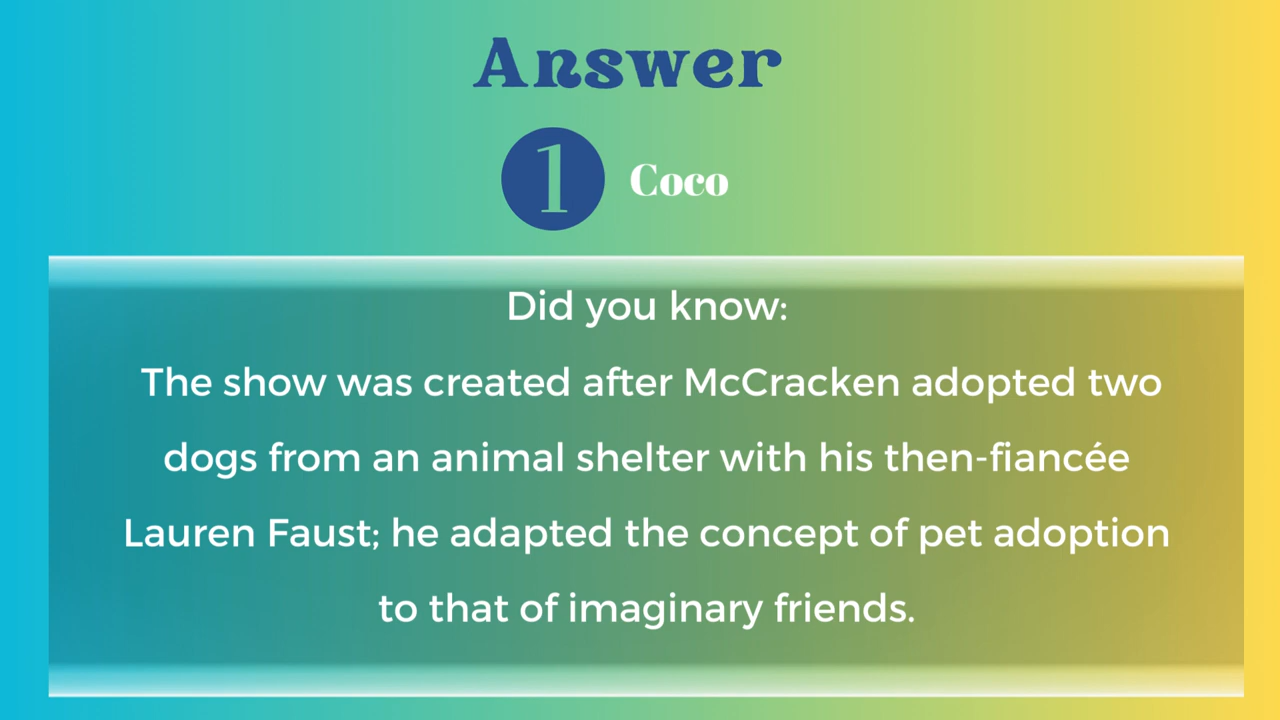 Answer
1 Coco
Did you know:
The show was created after McCracken adopted two
dogs from an animal shelter with his then-fiancée
Lauren Faust; he adapted the concept of pet adoption
to that of imaginary friends.